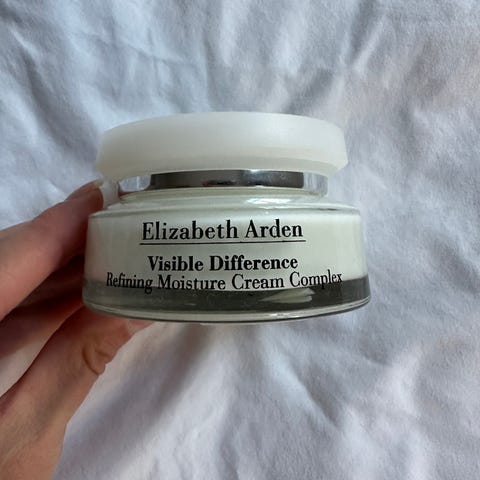 Elizabeth Arden
Visible Difference
Refining Moisture Cream Complex